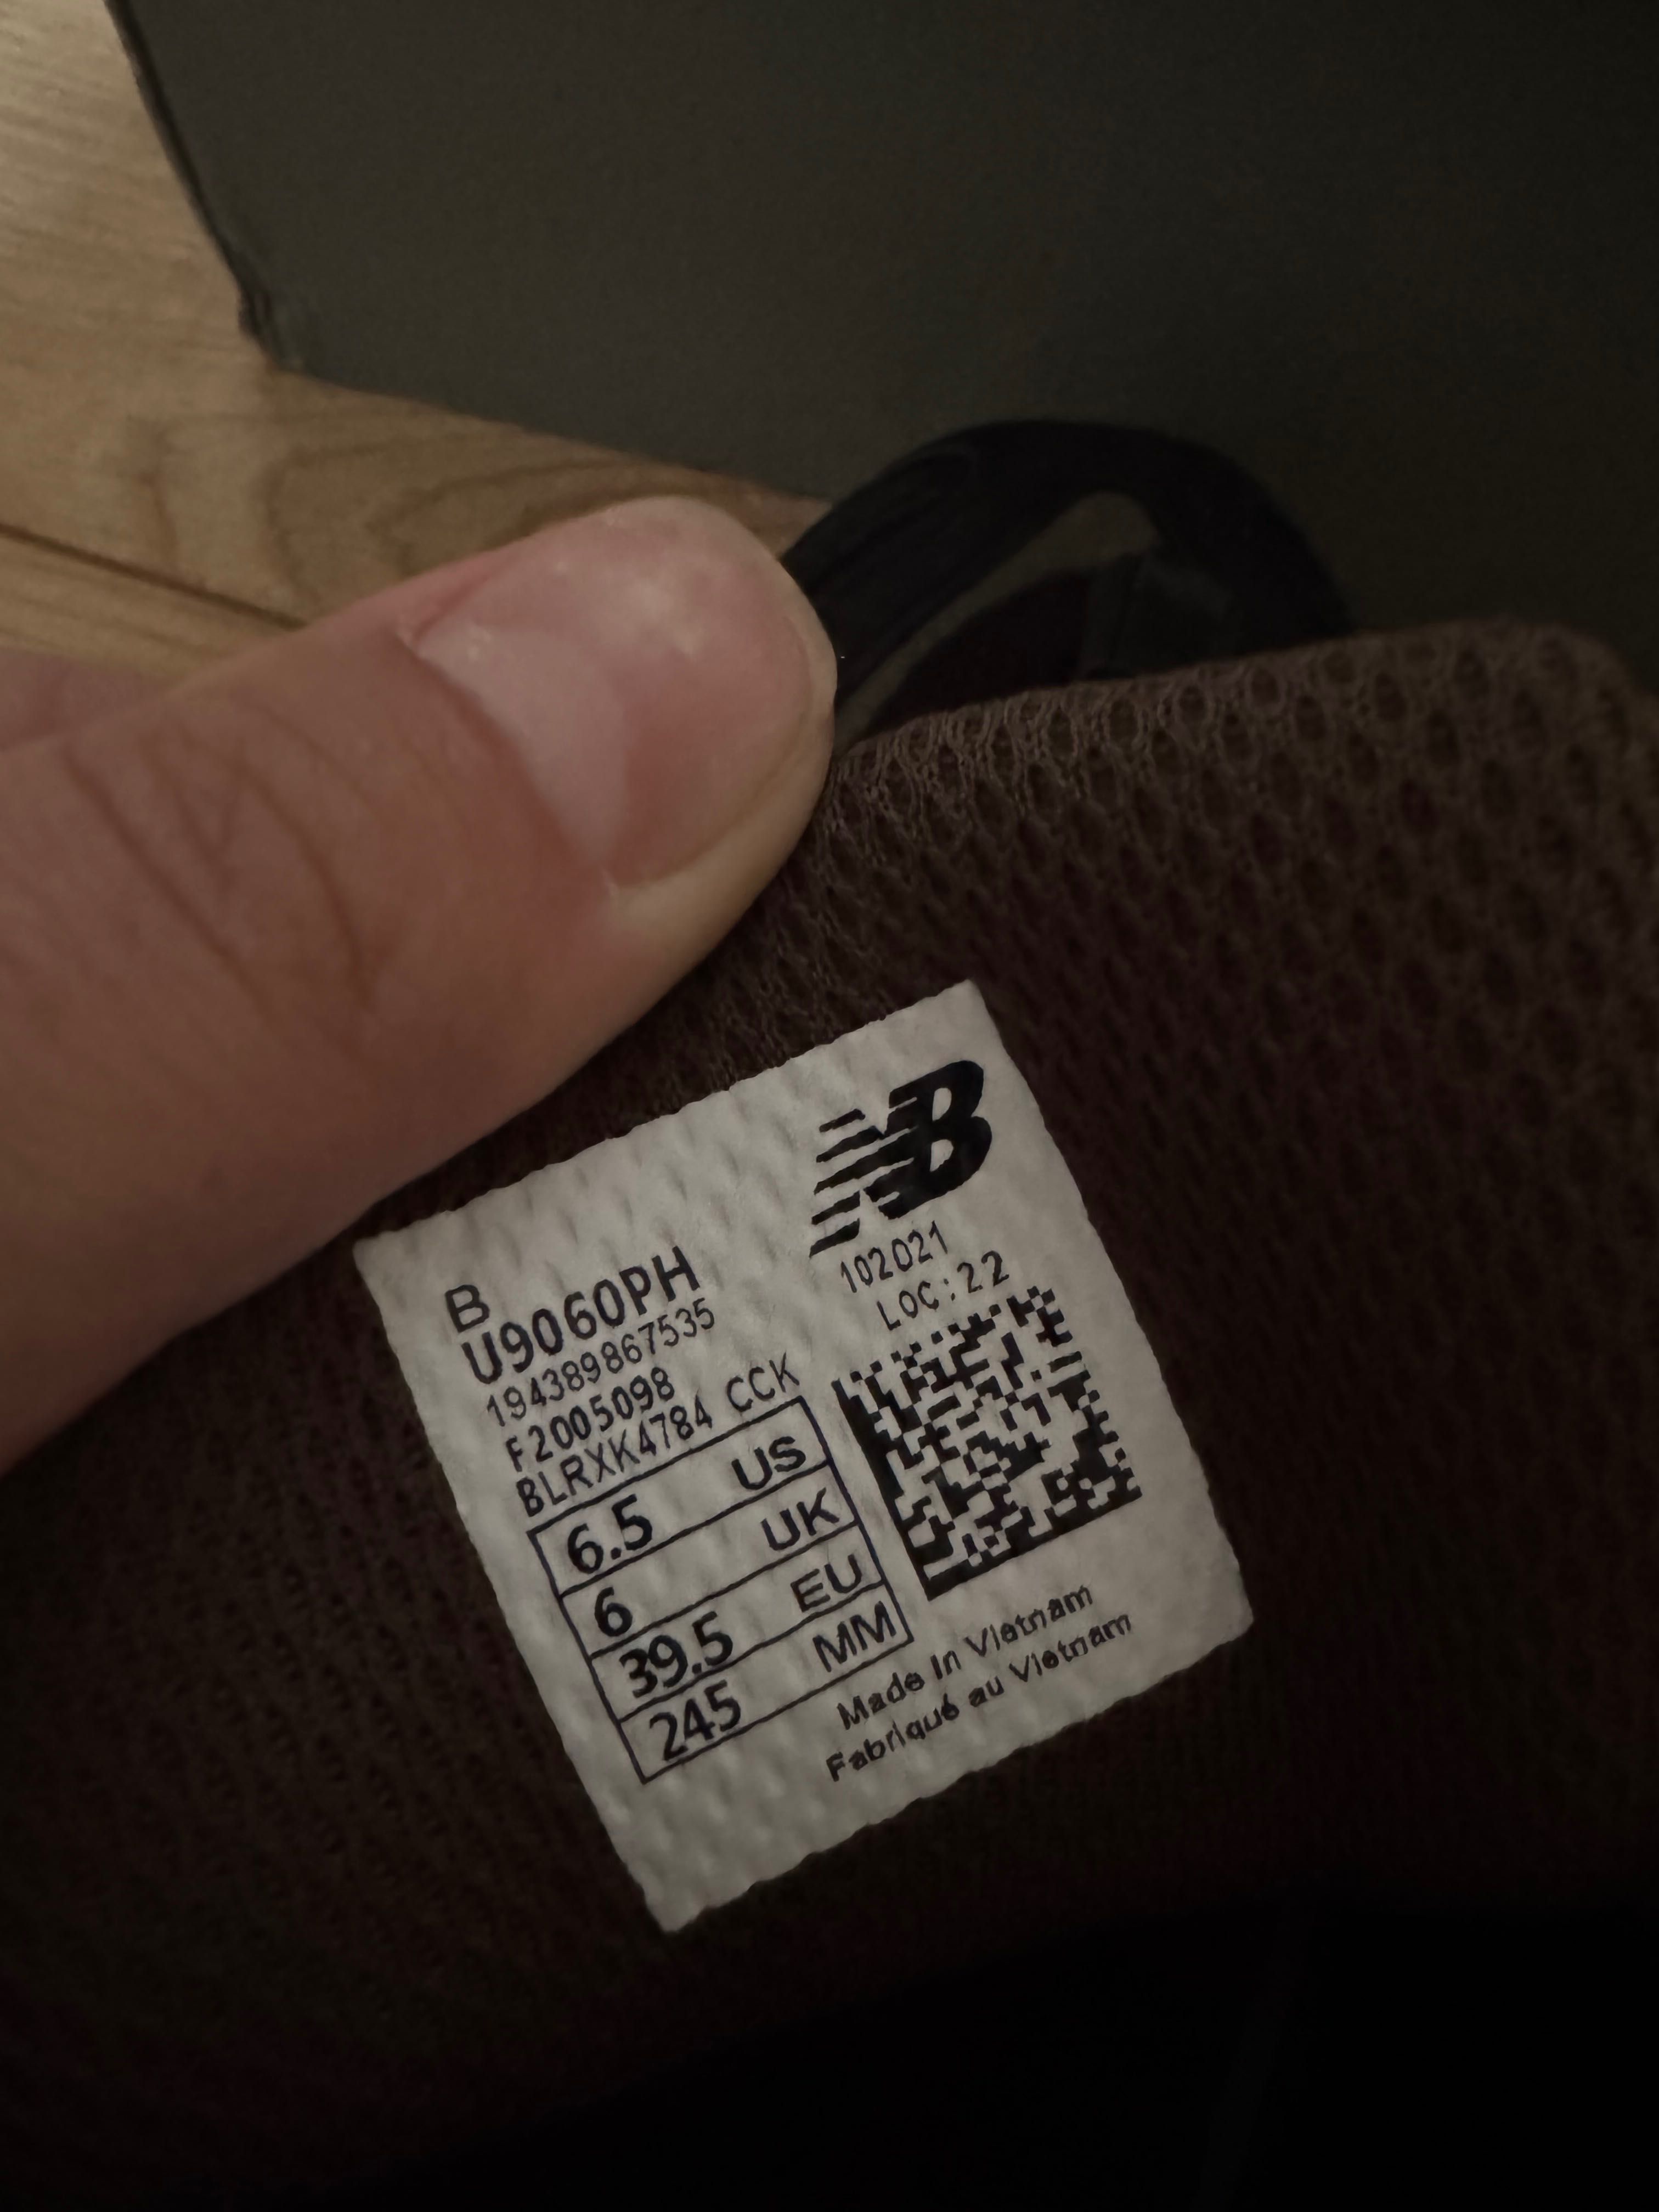 NB
102021
LOC:22
B
U9060PH
194389867535
F2005098
BLRXK4784 CCK
6.5 US
6 UK
39.5 EU
245 MM
Made In Vietnam
Fabriqué au Vietnam